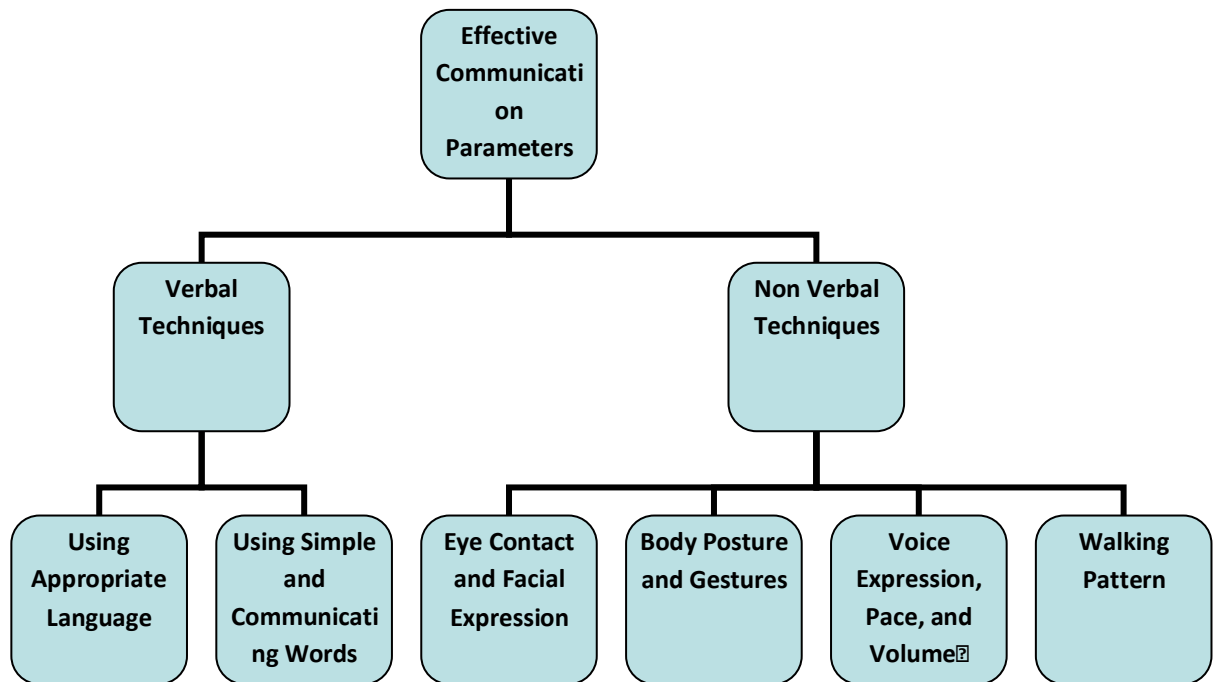 Effective
Communicati
on
Parameters
Verbal
Techniques
Non Verbal
Techniques
Using
Appropriate
Language
Using Simple
and
Communicati
ng Words
Eye Contact
and Facial
Expression
Body Posture
and Gestures
Voice
Expression,
Pace, and
Volume⍰
Walking
Pattern